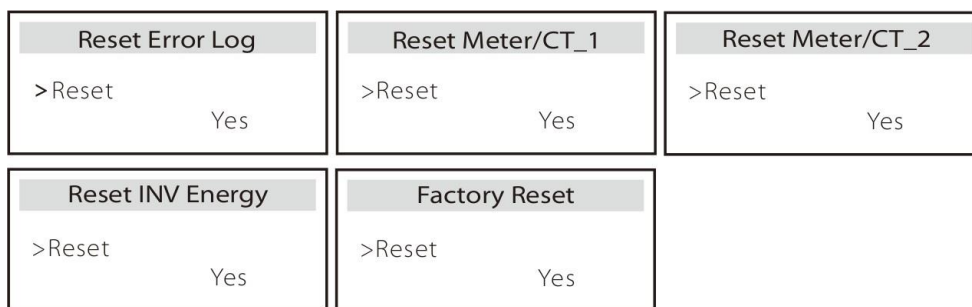 Reset Error Log
>Reset
Yes
Reset Meter/CT_1
>Reset
Yes
Reset Meter/CT_2
>Reset
Yes
Reset INV Energy
>Reset
Yes
Factory Reset
>Reset
Yes